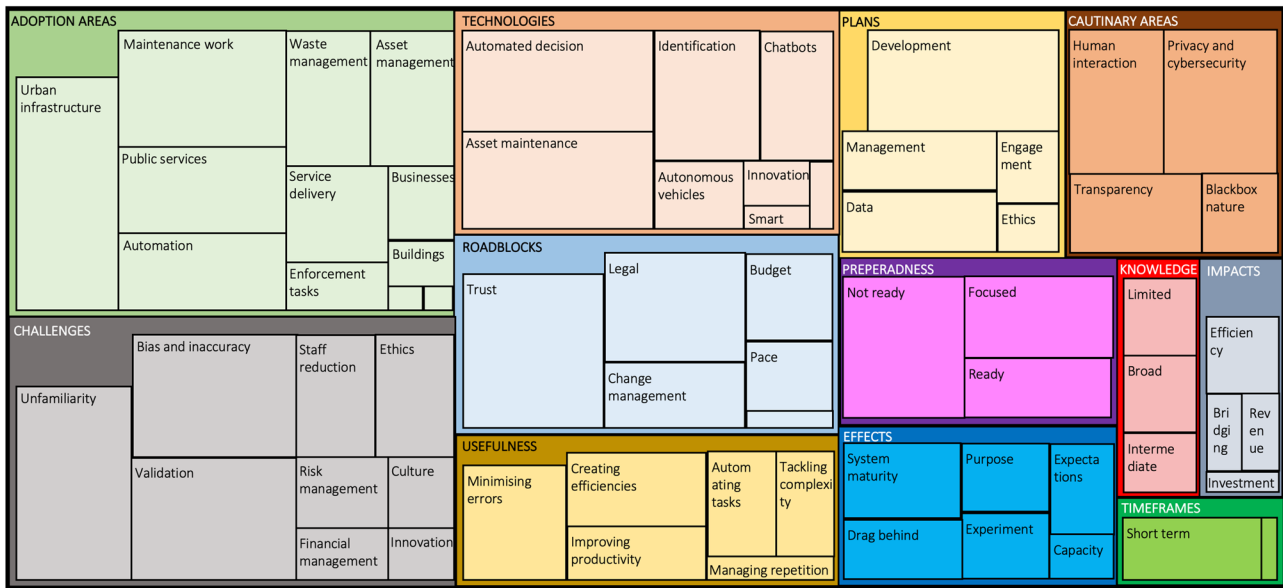 ADOPTION AREAS
Maintenance work
Waste
management
Asset
management
Urban
infrastructure
Public services
Service
delivery
Businesses
Automation
Buildings
Enforcement
tasks
TECHNOLOGIES
Automated decision
Identification
Chatbots
Asset maintenance
Autonomous
vehicles
Innovation
Smart
PLANS
Development
Management
Engage
ment
Data
Ethics
CAUTINARY AREAS
Human
interaction
Privacy and
cybersecurity
Transparency
Blackbox
nature
CHALLENGES
Bias and inaccuracy
Staff
reduction
Ethics
Unfamiliarity
Validation
Risk
management
Culture
Financial
management
Innovation
ROADBLOCKS
Trust
Legal
Budget
Change
management
Pace
USEFULNESS
Minimising
errors
Creating
efficiencies
Autom
ating
tasks
Tackling
complexi
ty
Improving
productivity
Managing repetition
PREPERADNESS
Not ready
Focused
Ready
EFFECTS
System
maturity
Purpose
Expecta
tions
Drag behind
Experiment
Capacity
KNOWLEDGE
Limited
Broad
Interme
diate
IMPACTS
Efficien
cy
Bri
dgi
ng
Rev
en
ue
Investment
TIMEFRAMES
Short term